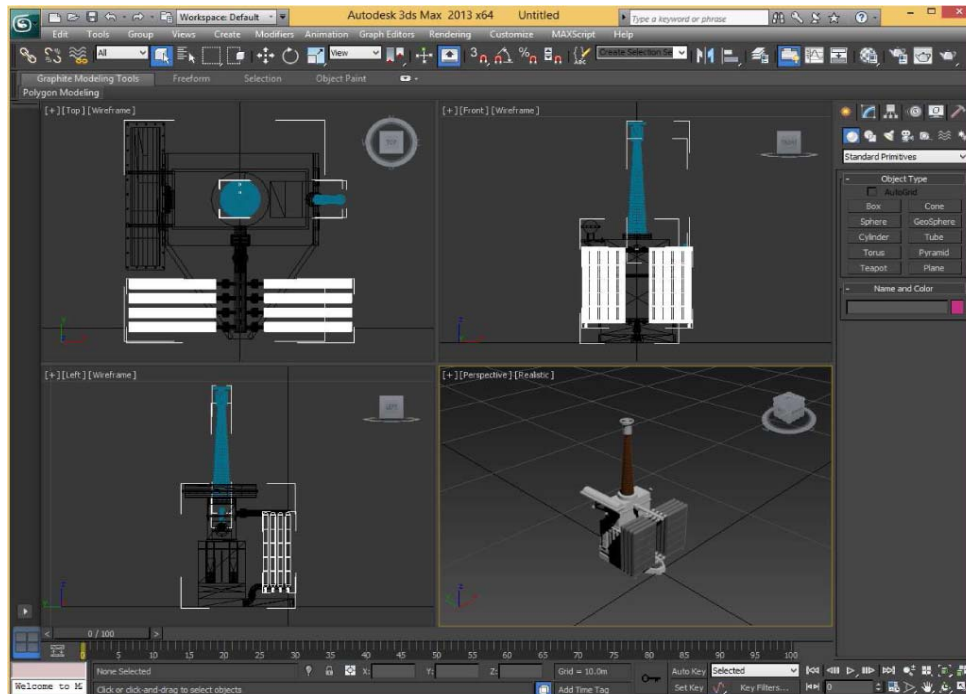 Workspace: Default
Autodesk 3ds Max 2013 x64 Untitled
Type a keyword or phrase
Edit Tools Group Views Create Modifiers Animation Graph Editors Rendering Customize MAXScript Help
All
View
3
Create Selection Se
Graphite Modeling Tools Freeform Selection Object Paint
Polygon Modeling
[+][Top][Wireframe]
[+][Front][Wireframe]
TOP
Standard Primitives
Object Type
AutoGrid
Box Cone
Sphere GeoSphere
Cylinder Tube
Torus Pyramid
Teapot Plane
Name and Color
[+][Left][Wireframe]
[+][Perspective][Realistic]
0 / 100
0 5 10 15 20 25 30 35 40 45 50 55 60 65 70 75 80 85 90 95 100
None Selected X: Y: Z: Grid = 10.0m Auto Key Selected
Welcome to M Click or click-and-drag to select objects Add Time Tag Set Key Key Filters... 0